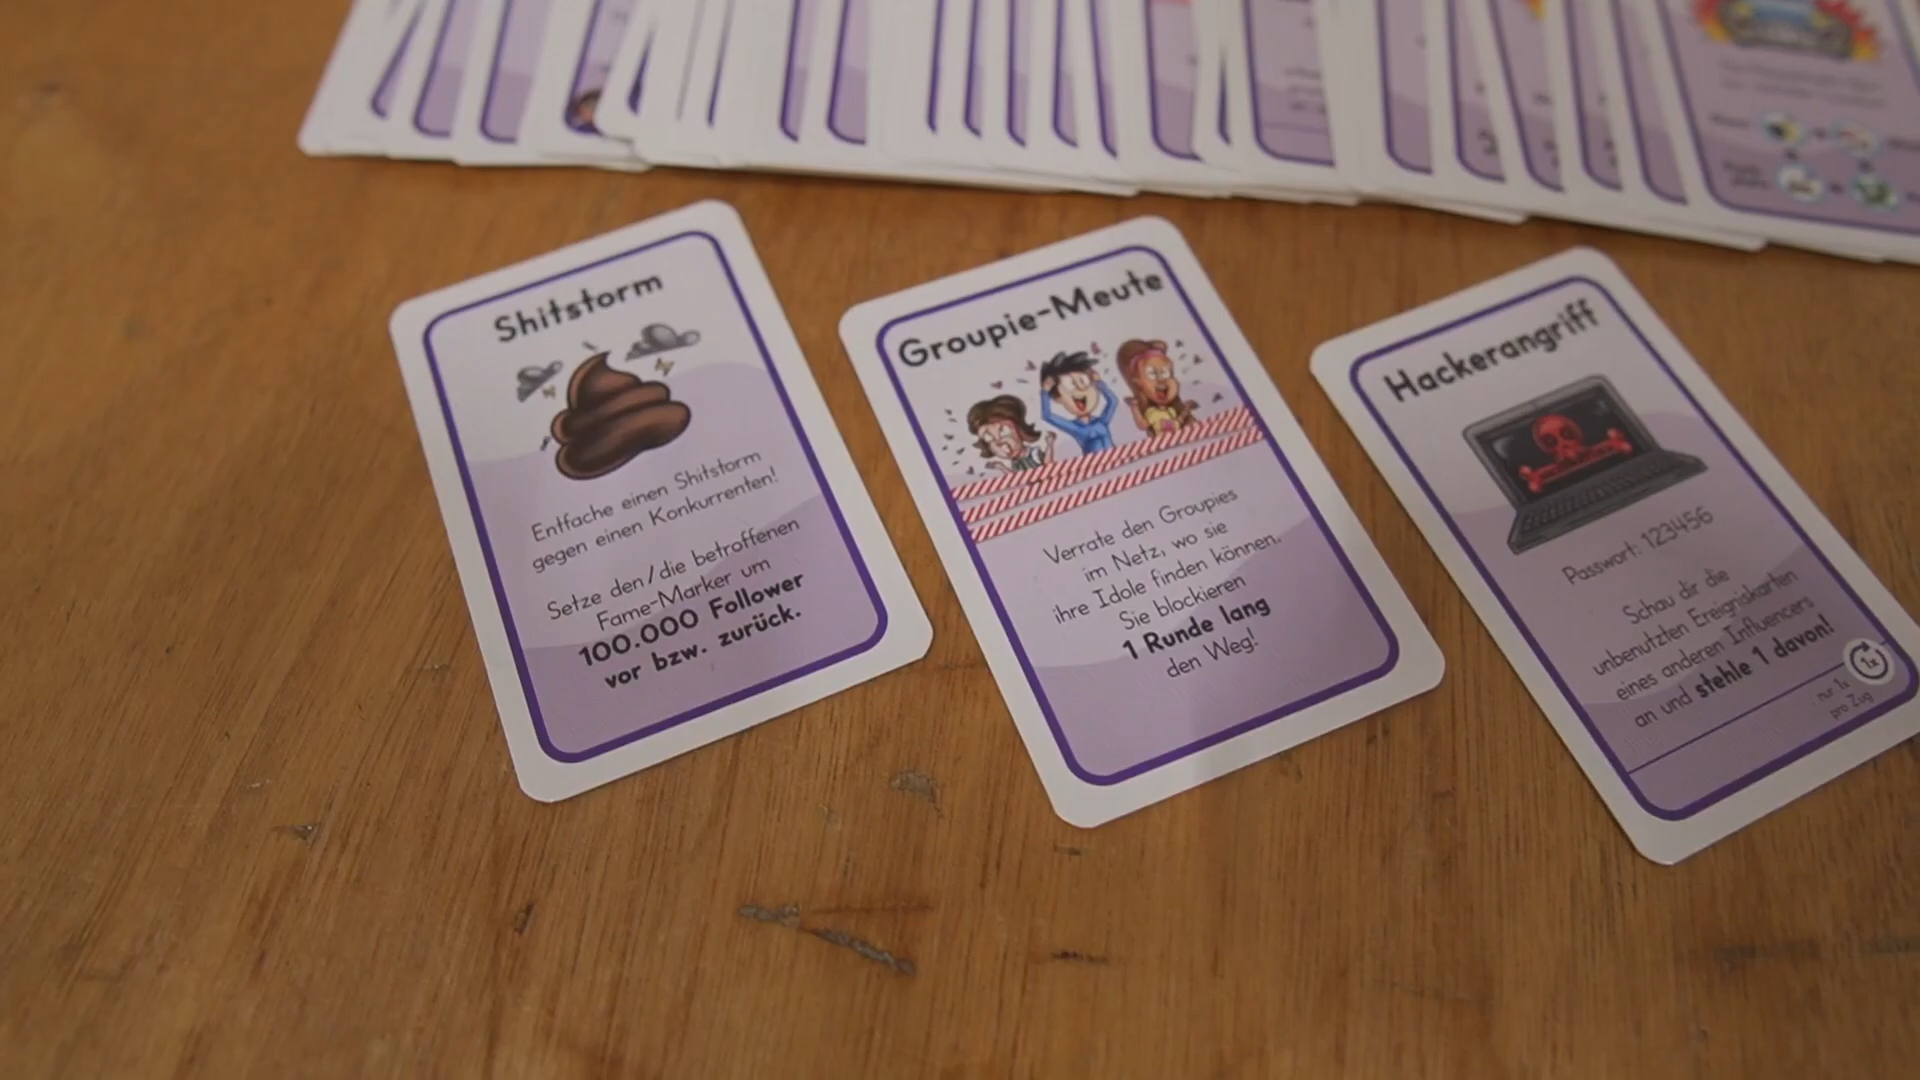 Shitstorm
Entfache einen Shitstorm
gegen einen Konkurrenten!
Setze den/die betroffenen
Fame-Marker um
100.000 Follower
vor bzw. zurück.
Groupie-Meute
Verrate den Groupies
im Netz, wo sie
ihre Idole finden können.
Sie blockieren
1 Runde lang
den Weg!
Hackerangriff
Passwort: 123456
Schau dir die
unbenutzten Ereigniskarten
eines anderen Influencers
an und stehle 1 davon!
1x
nur 1x
pro Zug